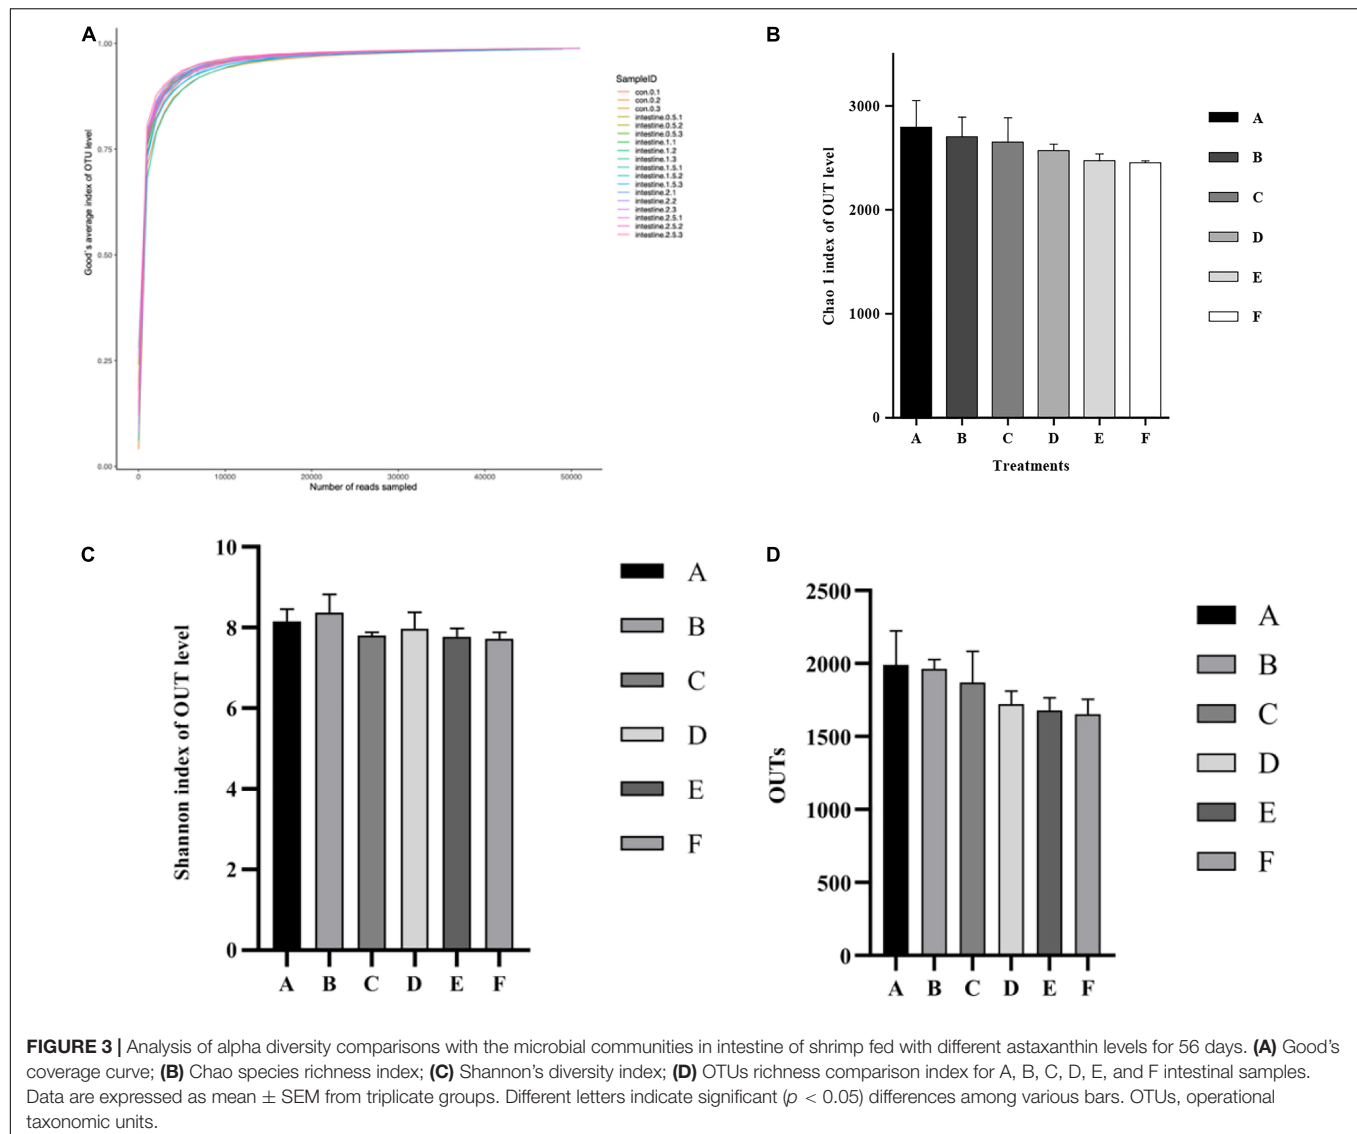 A
1.00
0.75
0.50
0.25
0.00
Good's average index of OTU level
0 10000 20000 30000 40000 50000
Number of reads sampled
SampleID
con.0.1
con.0.2
con.0.3
intestine.0.5.1
intestine.0.5.2
intestine.0.5.3
intestine.1.1
intestine.1.2
intestine.1.3
intestine.1.5.1
intestine.1.5.2
intestine.1.5.3
intestine.2.1
intestine.2.2
intestine.2.3
intestine.2.5.1
intestine.2.5.2
intestine.2.5.3
B
3000
2000
1000
0
Chao 1 index of OUT level
A B C D E F
Treatments
A
B
C
D
E
F
C
10
8
6
4
2
0
Shannon index of OUT level
A B C D E F
A
B
C
D
E
F
D
2500
2000
1500
1000
500
0
OUTs
A B C D E F
A
B
C
D
E
F
FIGURE 3 | Analysis of alpha diversity comparisons with the microbial communities in intestine of shrimp fed with different astaxanthin levels for 56 days. (A) Good's
coverage curve; (B) Chao species richness index; (C) Shannon's diversity index; (D) OTUs richness comparison index for A, B, C, D, E, and F intestinal samples.
Data are expressed as mean ± SEM from triplicate groups. Different letters indicate significant (p < 0.05) differences among various bars. OTUs, operational
taxonomic units.